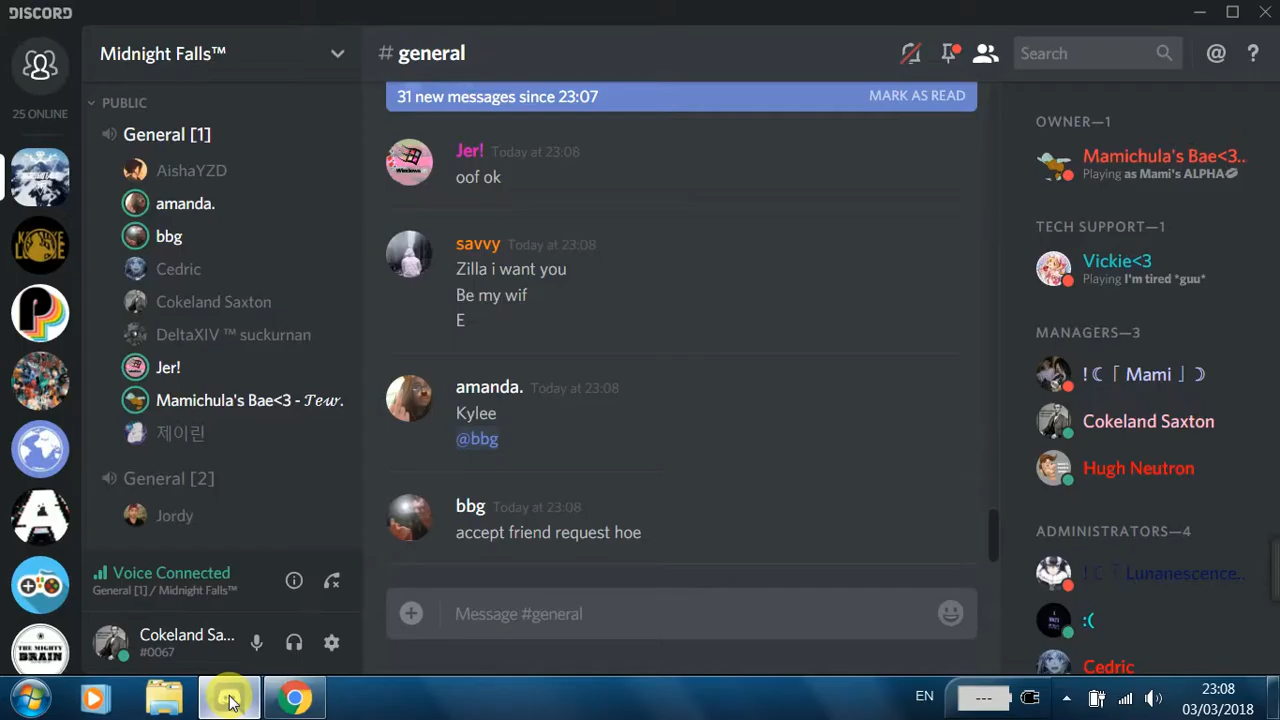 DISCORD
25 ONLINE
THE MIGHTY
BRAIN
Midnight Falls™
PUBLIC
General [1]
AishaYZD
amanda.
bbg
Cedric
Cokeland Saxton
DeltaXIV ™ suckurnan
Jer!
Mamichula's Bae<3 - 𝓣𝓮𝔀.
제이린
General [2]
Jordy
Voice Connected
General [1] / Midnight Falls™
Cokeland Sa...
#0067
# general
Search
@
?
31 new messages since 23:07
MARK AS READ
Jer! Today at 23:08
oof ok
savvy Today at 23:08
Zilla i want you
Be my wif
E
amanda. Today at 23:08
Kylee
@bbg
bbg Today at 23:08
accept friend request hoe
Message #general
OWNER—1
Mamichula's Bae<3...
Playing as Mami's ALPHA
TECH SUPPORT—1
Vickie<3
Playing I'm tired *guu*
MANAGERS—3
!☾「 Mami 」☽
Cokeland Saxton
Hugh Neutron
ADMINISTRATORS—4
!☾「 Lunanescence...
:(
Cedric
EN
---
23:08
03/03/2018